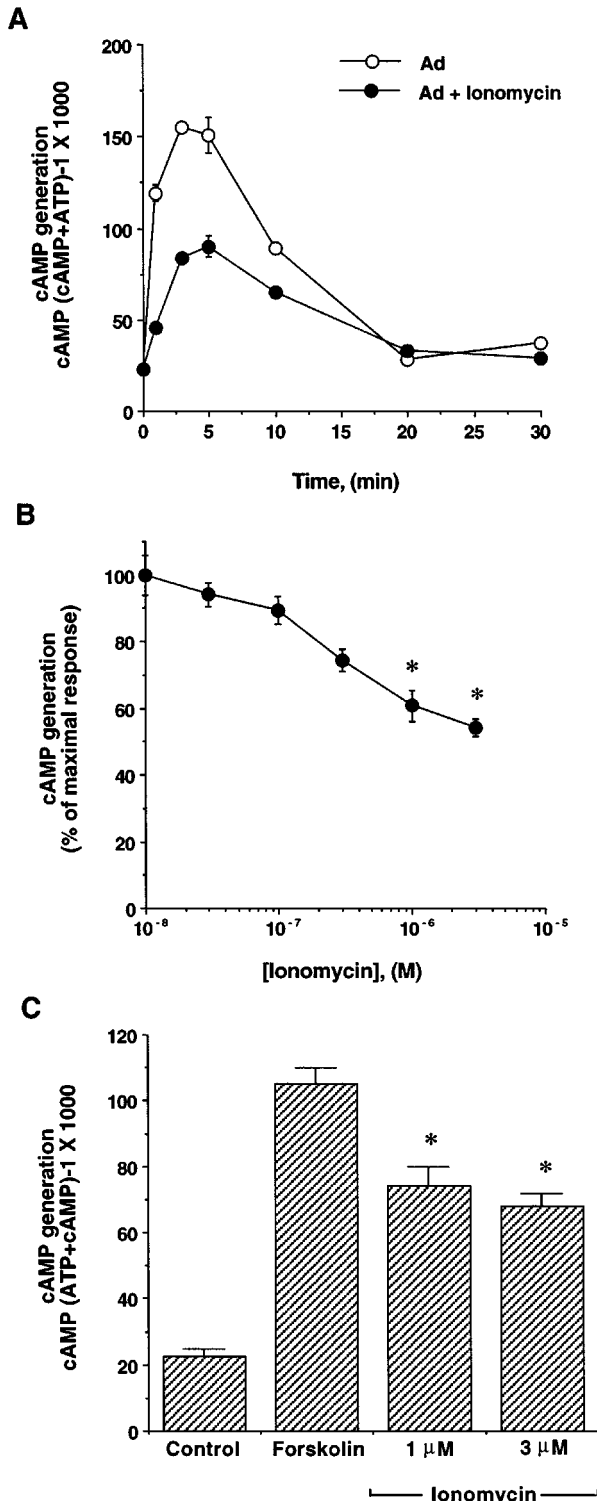 A
cAMP generation
cAMP (cAMP+ATP)-1 X 1000
200
150
100
50
0
Ad
Ad + Ionomycin
0 5 10 15 20 25 30
Time, (min)
B
cAMP generation
(% of maximal response)
100
80
60
40
20
0
* *
10⁻⁸ 10⁻⁷ 10⁻⁶ 10⁻⁵
[Ionomycin], (M)
C
cAMP generation
cAMP (ATP+cAMP)-1 X 1000
120
100
80
60
40
20
0
* *
Control Forskolin 1 μM 3 μM
Ionomycin